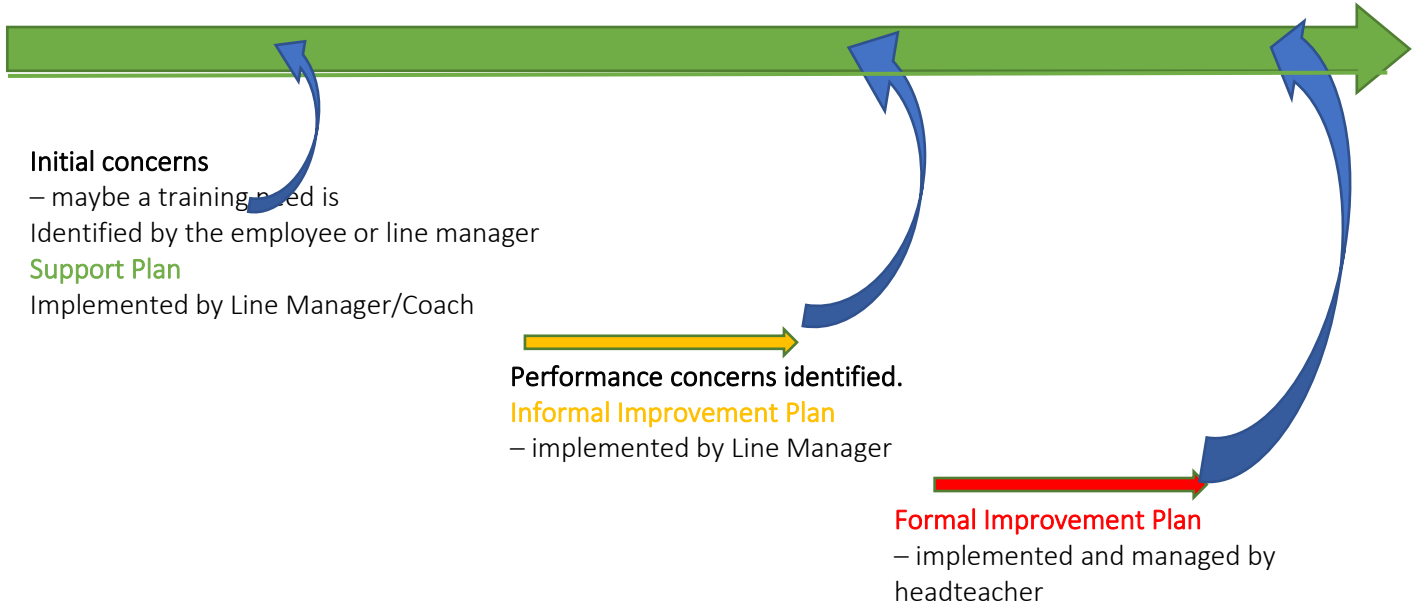 Initial concerns
– maybe a training need is
Identified by the employee or line manager
Support Plan
Implemented by Line Manager/Coach
Performance concerns identified.
Informal Improvement Plan
– implemented by Line Manager
Formal Improvement Plan
– implemented and managed by
headteacher